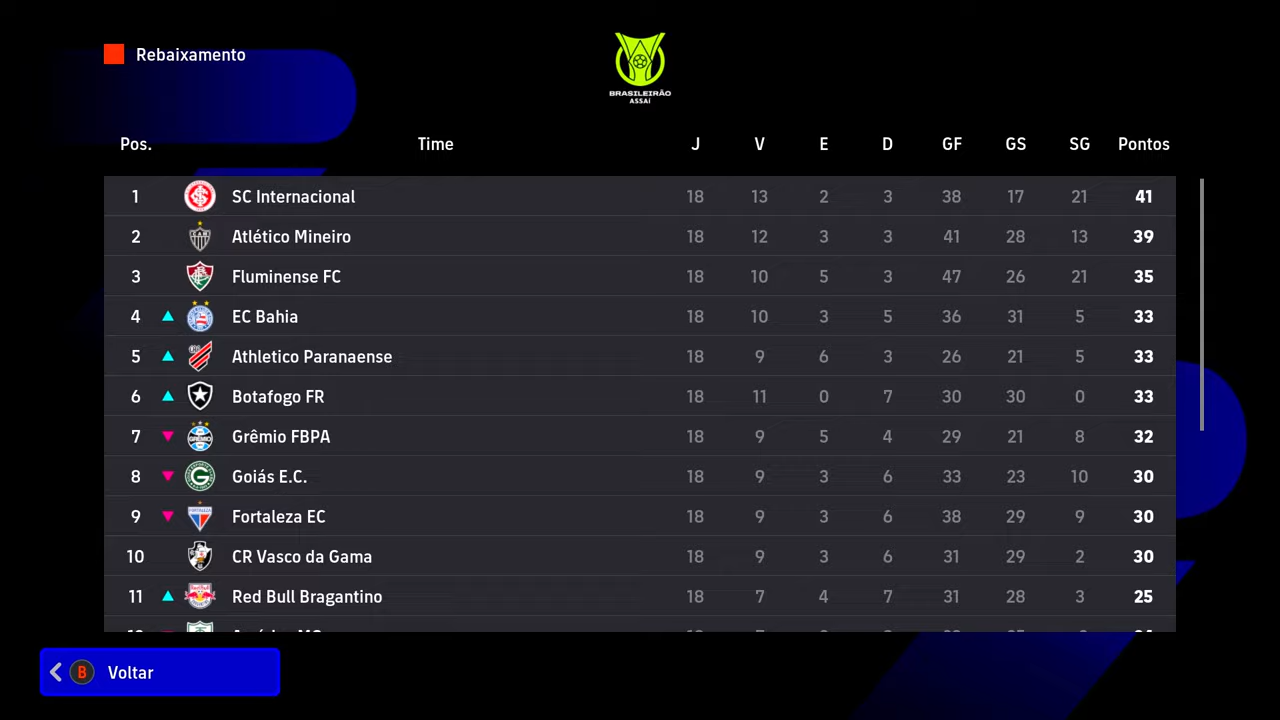 Rebaixamento
BRASILEIRÃO
ASSAÍ
Pos. Time J V E D GF GS SG Pontos
1 SC Internacional 18 13 2 3 38 17 21 41
2 Atlético Mineiro 18 12 3 3 41 28 13 39
3 Fluminense FC 18 10 5 3 47 26 21 35
4 EC Bahia 18 10 3 5 36 31 5 33
5 Athletico Paranaense 18 9 6 3 26 21 5 33
6 Botafogo FR 18 11 0 7 30 30 0 33
7 Grêmio FBPA 18 9 5 4 29 21 8 32
8 Goiás E.C. 18 9 3 6 33 23 10 30
9 Fortaleza EC 18 9 3 6 38 29 9 30
10 CR Vasco da Gama 18 9 3 6 31 29 2 30
11 Red Bull Bragantino 18 7 4 7 31 28 3 25
B Voltar